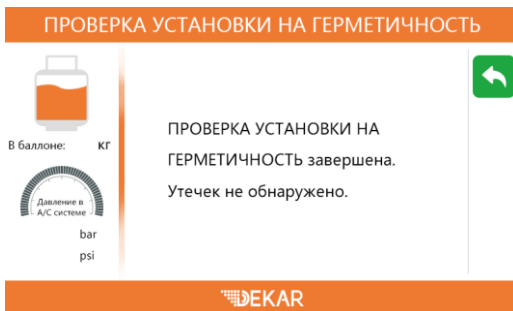 ПРОВЕРКА УСТАНОВКИ НА ГЕРМЕТИЧНОСТЬ
В баллоне: кг
Давление в
A/C системе
bar
psi
ПРОВЕРКА УСТАНОВКИ НА
ГЕРМЕТИЧНОСТЬ завершена.
Утечек не обнаружено.
DEKAR